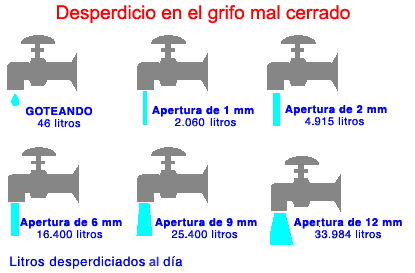 Desperdicio en el grifo mal cerrado
GOTEANDO
46 litros
Apertura de 1 mm
2.060 litros
Apertura de 2 mm
4.915 litros
Apertura de 6 mm
16.400 litros
Apertura de 9 mm
25.400 litros
Apertura de 12 mm
33.984 litros
Litros desperdiciados al día